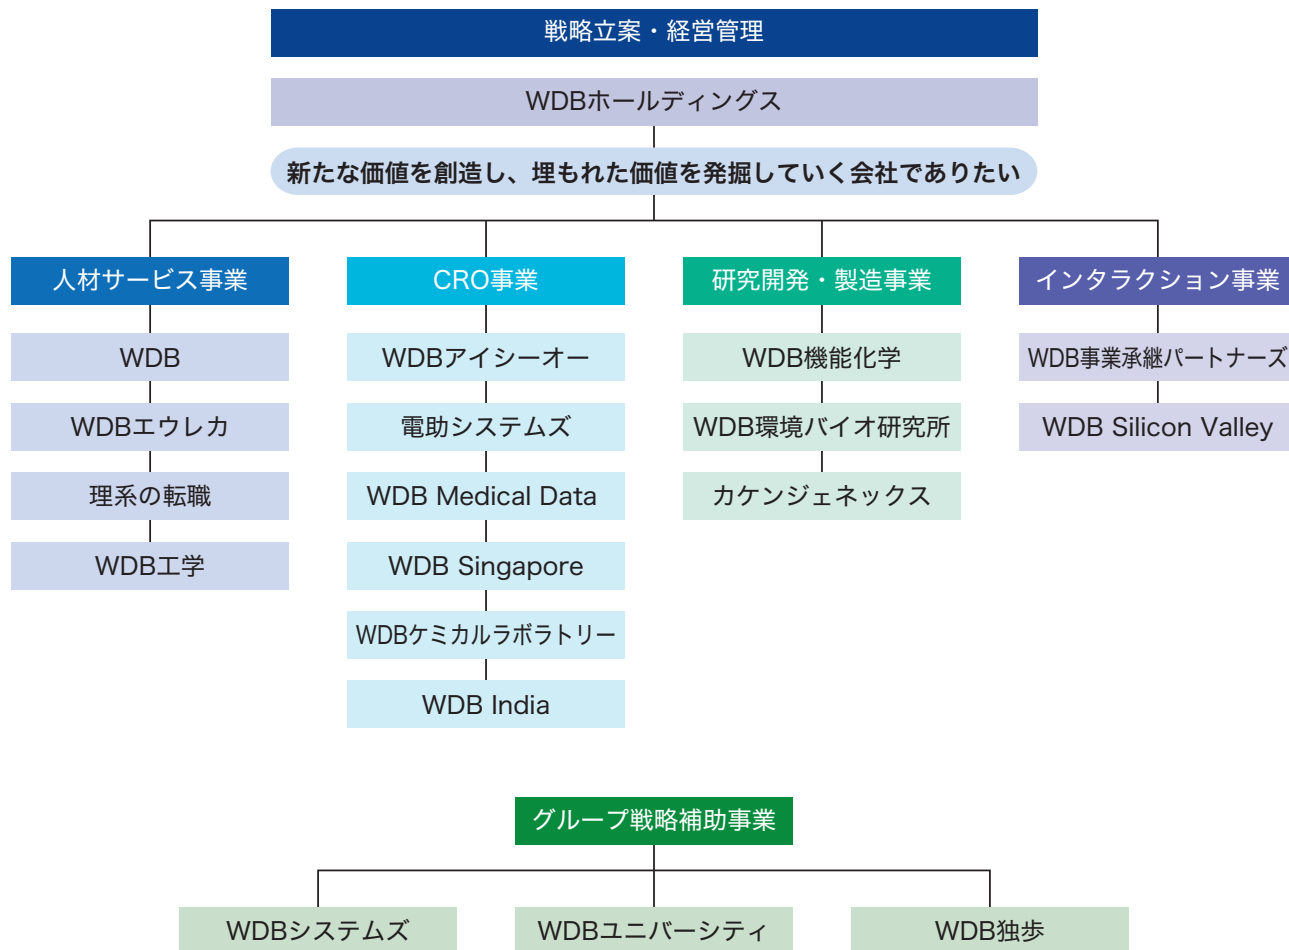 戦略立案・経営管理
WDBホールディングス
新たな価値を創造し、埋もれた価値を発掘していく会社でありたい
人材サービス事業
WDB
WDBエウレカ
理系の転職
WDB工学
CRO事業
WDBアイシーオー
電助システムズ
WDB Medical Data
WDB Singapore
WDBケミカルラボラトリー
WDB India
研究開発・製造事業
WDB機能化学
WDB環境バイオ研究所
カケンジェネックス
インタラクション事業
WDB事業承継パートナーズ
WDB Silicon Valley
グループ戦略補助事業
WDBシステムズ
WDBユニバーシティ
WDB独歩